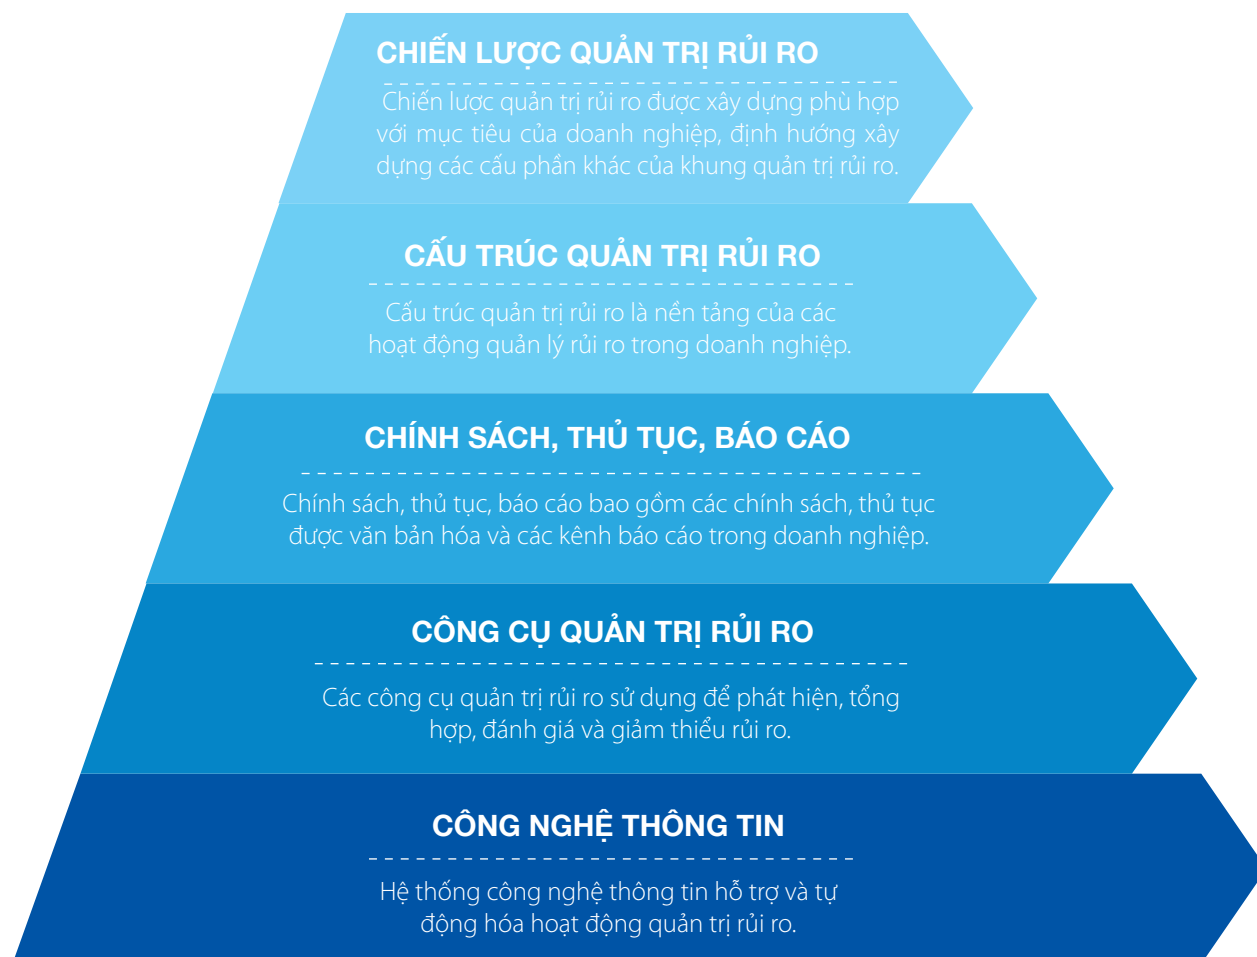 CHIẾN LƯỢC QUẢN TRỊ RỦI RO
Chiến lược quản trị rủi ro được xây dựng phù hợp
với mục tiêu của doanh nghiệp, định hướng xây
dựng các cấu phần khác của khung quản trị rủi ro.
CẤU TRÚC QUẢN TRỊ RỦI RO
Cấu trúc quản trị rủi ro là nền tảng của các
hoạt động quản lý rủi ro trong doanh nghiệp.
CHÍNH SÁCH, THỦ TỤC, BÁO CÁO
Chính sách, thủ tục, báo cáo bao gồm các chính sách, thủ tục
được văn bản hóa và các kênh báo cáo trong doanh nghiệp.
CÔNG CỤ QUẢN TRỊ RỦI RO
Các công cụ quản trị rủi ro sử dụng để phát hiện, tổng
hợp, đánh giá và giảm thiểu rủi ro.
CÔNG NGHỆ THÔNG TIN
Hệ thống công nghệ thông tin hỗ trợ và tự
động hóa hoạt động quản trị rủi ro.